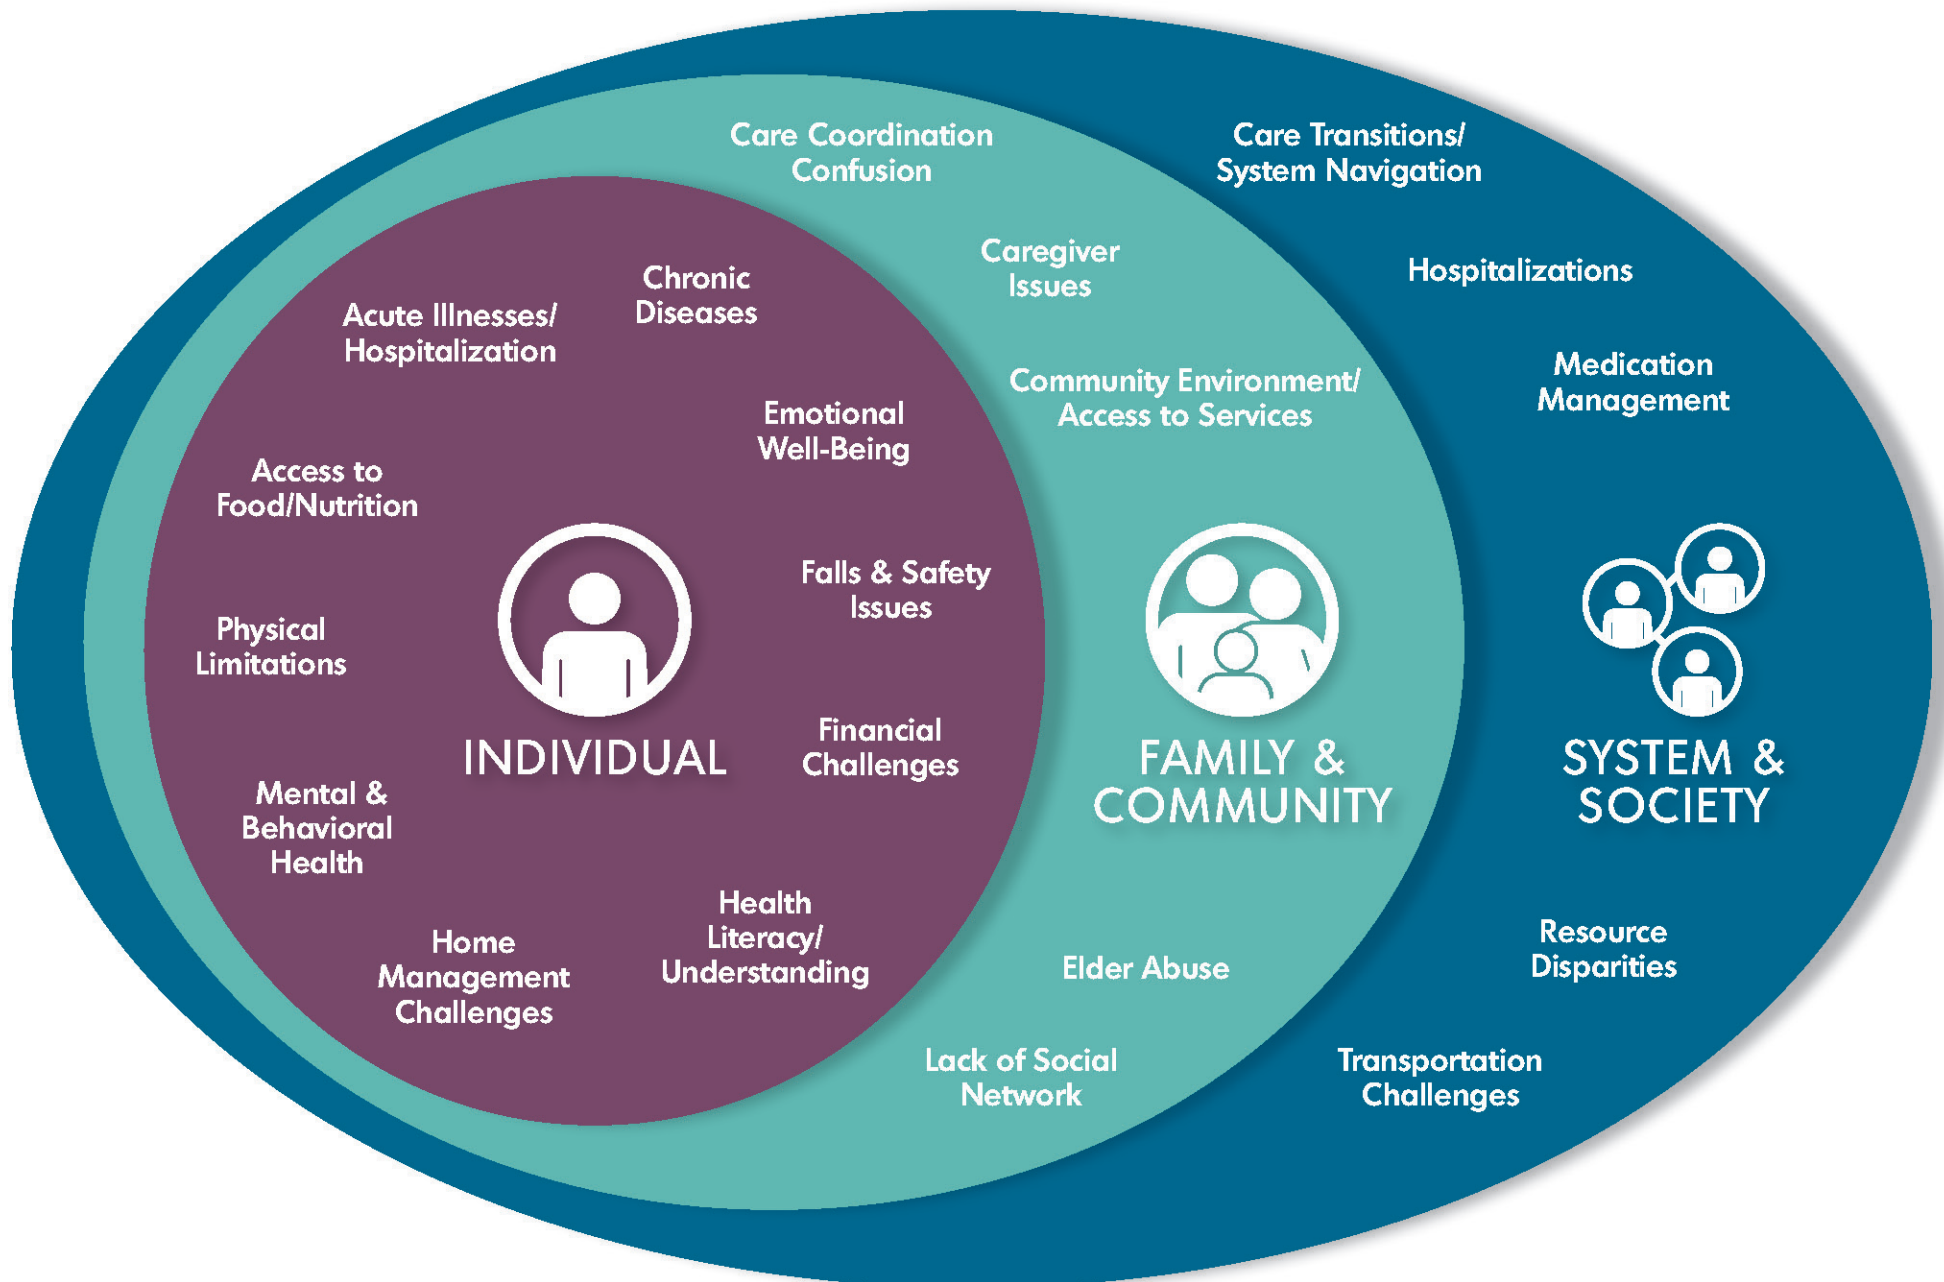 Acute Illnesses/
Hospitalization
Chronic
Diseases
Emotional
Well-Being
Access to
Food/Nutrition
Falls & Safety
Issues
Physical
Limitations
INDIVIDUAL
Financial
Challenges
Mental &
Behavioral
Health
Health
Literacy/
Understanding
Home
Management
Challenges
Care Coordination
Confusion
Caregiver
Issues
Community Environment/
Access to Services
FAMILY &
COMMUNITY
Elder Abuse
Lack of Social
Network
Care Transitions/
System Navigation
Hospitalizations
Medication
Management
SYSTEM &
SOCIETY
Resource
Disparities
Transportation
Challenges